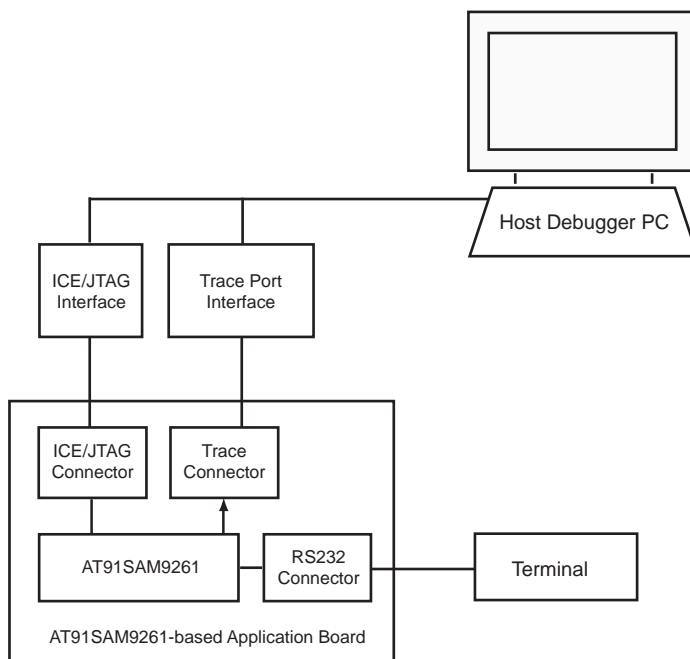 Host Debugger PC
ICE/JTAG
Interface
Trace Port
Interface
ICE/JTAG
Connector
Trace
Connector
AT91SAM9261
RS232
Connector
Terminal
AT91SAM9261-based Application Board